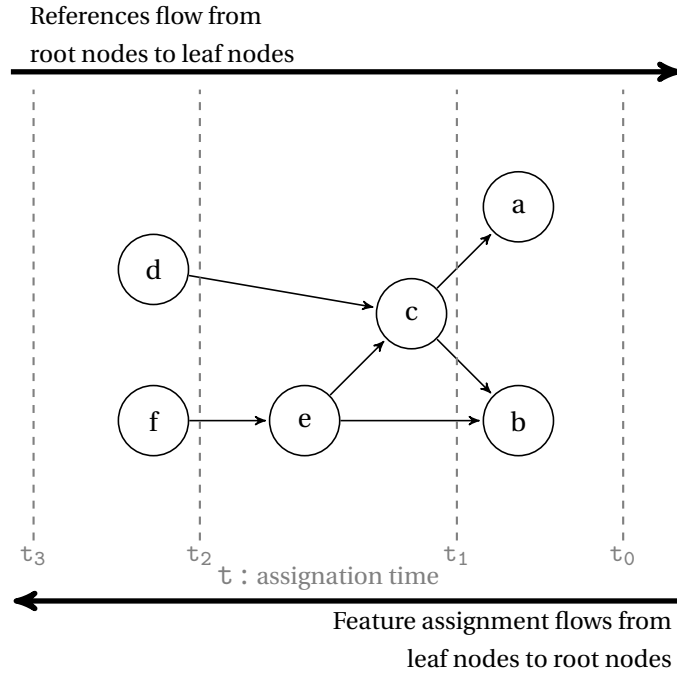 References flow from
root nodes to leaf nodes
a
d
c
f
e
b
t3
t2
t1
t0
t : assignation time
Feature assignment flows from
leaf nodes to root nodes